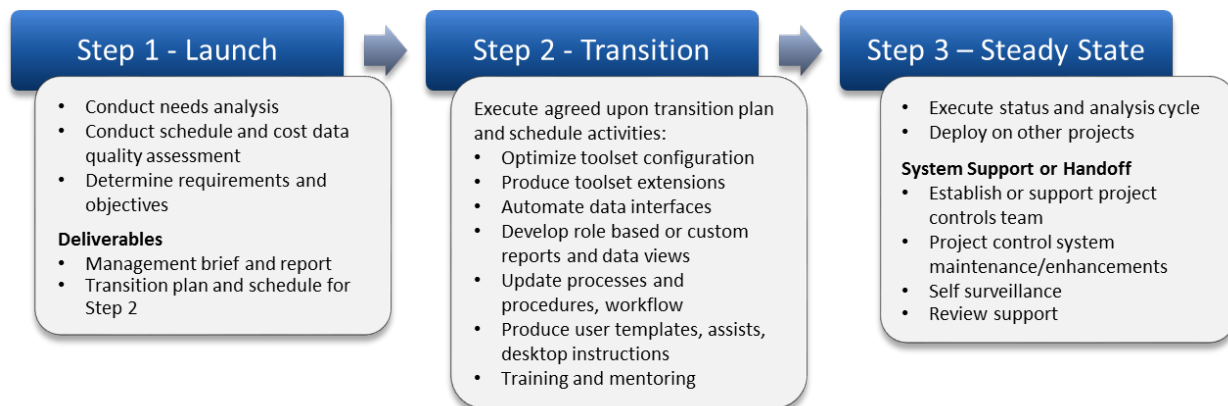 Step 1 - Launch
• Conduct needs analysis
• Conduct schedule and cost data
quality assessment
• Determine requirements and
objectives
Deliverables
• Management brief and report
• Transition plan and schedule for
Step 2
Step 2 - Transition
Execute agreed upon transition plan
and schedule activities:
• Optimize toolset configuration
• Produce toolset extensions
• Automate data interfaces
• Develop role based or custom
reports and data views
• Update processes and
procedures, workflow
• Produce user templates, assists,
desktop instructions
• Training and mentoring
Step 3 – Steady State
• Execute status and analysis cycle
• Deploy on other projects
System Support or Handoff
• Establish or support project
controls team
• Project control system
maintenance/enhancements
• Self surveillance
• Review support